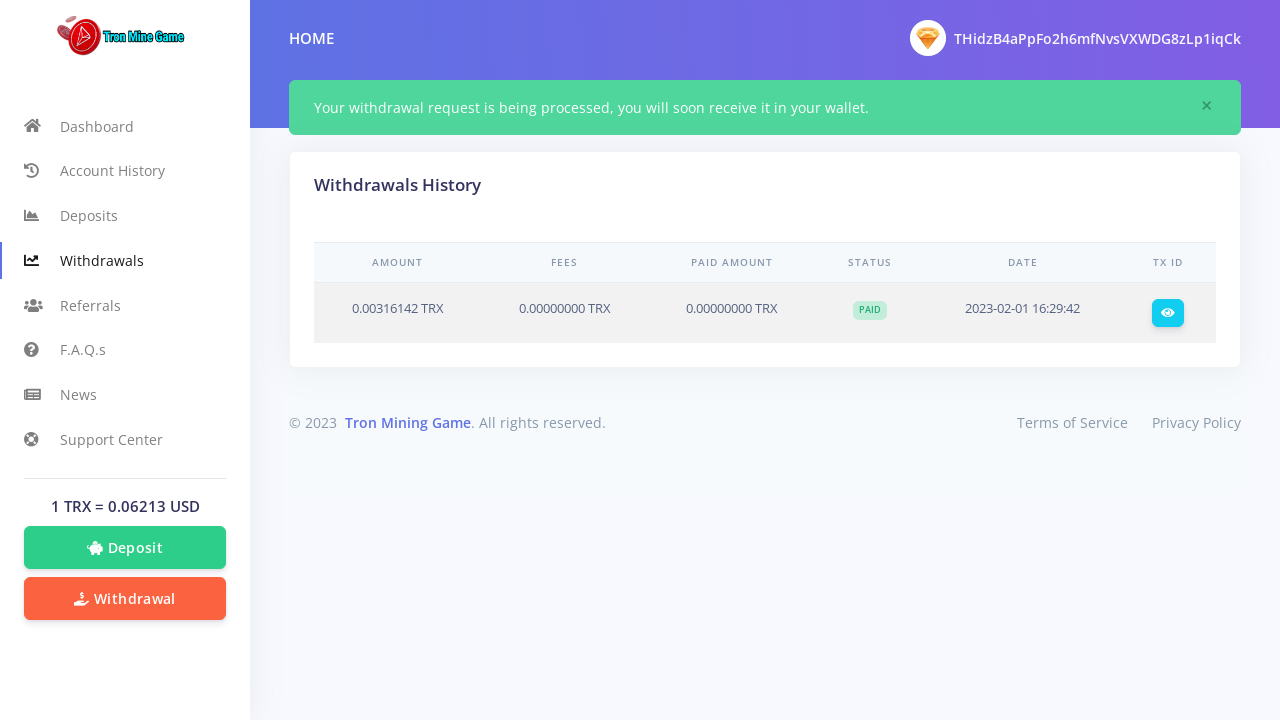 Tron Mine Game
HOME
THidzB4aPpFo2h6mfNvsVXWDG8zLp1iqCk
Your withdrawal request is being processed, you will soon receive it in your wallet.
×
Dashboard
Account History
Deposits
Withdrawals
Referrals
F.A.Q.s
News
Support Center
1 TRX = 0.06213 USD
Deposit
Withdrawal
Withdrawals History
AMOUNT FEES PAID AMOUNT STATUS DATE TX ID
0.00316142 TRX 0.00000000 TRX 0.00000000 TRX PAID 2023-02-01 16:29:42
© 2023 Tron Mining Game. All rights reserved.
Terms of Service Privacy Policy